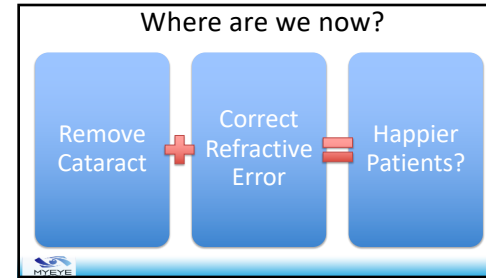 Where are we now?
Remove
Cataract
Correct
Refractive
Error
Happier
Patients?
MYEYE